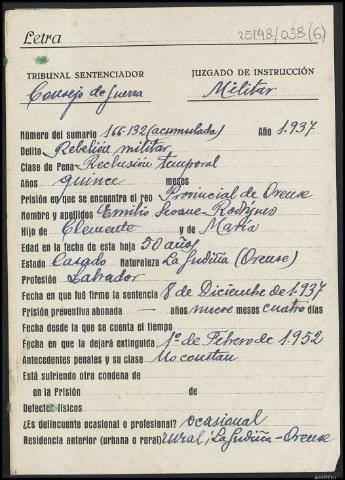 Letra
25148/038(6)
TRIBUNAL SENTENCIADOR
JUZGADO DE INSTRUCCIÓN
Consejo de Guerra
Militar
Número del sumario 166-132 (acumulada) Año 1.937
Delito Rebelión militar
Clase de Pena Reclusión temporal
Años quince meses
Prisión en que se encuentra el reo Provincial de Orense
Nombre y apellidos Emilio Seoane Rodríguez
Hijo de Clemente y de María
Edad en la fecha de esta hoja 50 años
Estado Casado Naturaleza La Gudiña (Orense)
Profesión Labrador
Fecha en que fué firme la sentencia 8 de Diciembre de 1.937
Prisión preventiva abonada — años nueve meses cuatro días
Fecha desde la que se cuenta el tiempo
Fecha en que la dejará extinguida 1º de Febrero de 1.952
Antecedentes penales y su clase No constan
Está sufriendo otra condena de
en la Prisión de
Defectos físicos
¿Es delincuente ocasional o profesional? ocasional
Residencia anterior (urbana o rural) rural; La Gudiña-Orense